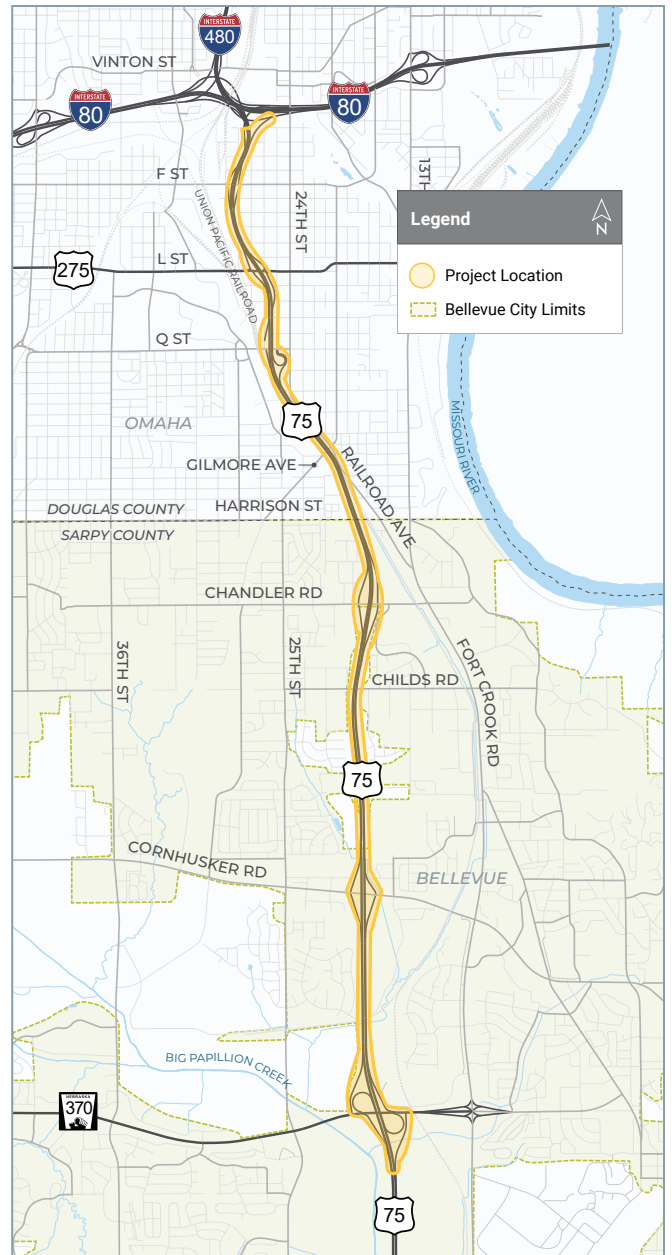 INTERSTATE
480
VINTON ST
INTERSTATE
80
INTERSTATE
80
F ST
24TH ST
13TH
UNION PACIFIC RAILROAD
Legend
N
Project Location
Bellevue City Limits
275
L ST
Q ST
75
OMAHA
MISSOURI RIVER
GILMORE AVE
RAILROAD AVE
HARRISON ST
DOUGLAS COUNTY
SARPY COUNTY
CHANDLER RD
36TH ST
25TH ST
FORT CROOK RD
CHILDS RD
75
CORNHUSKER RD
BELLEVUE
BIG PAPILLION CREEK
NEBRASKA
370
75